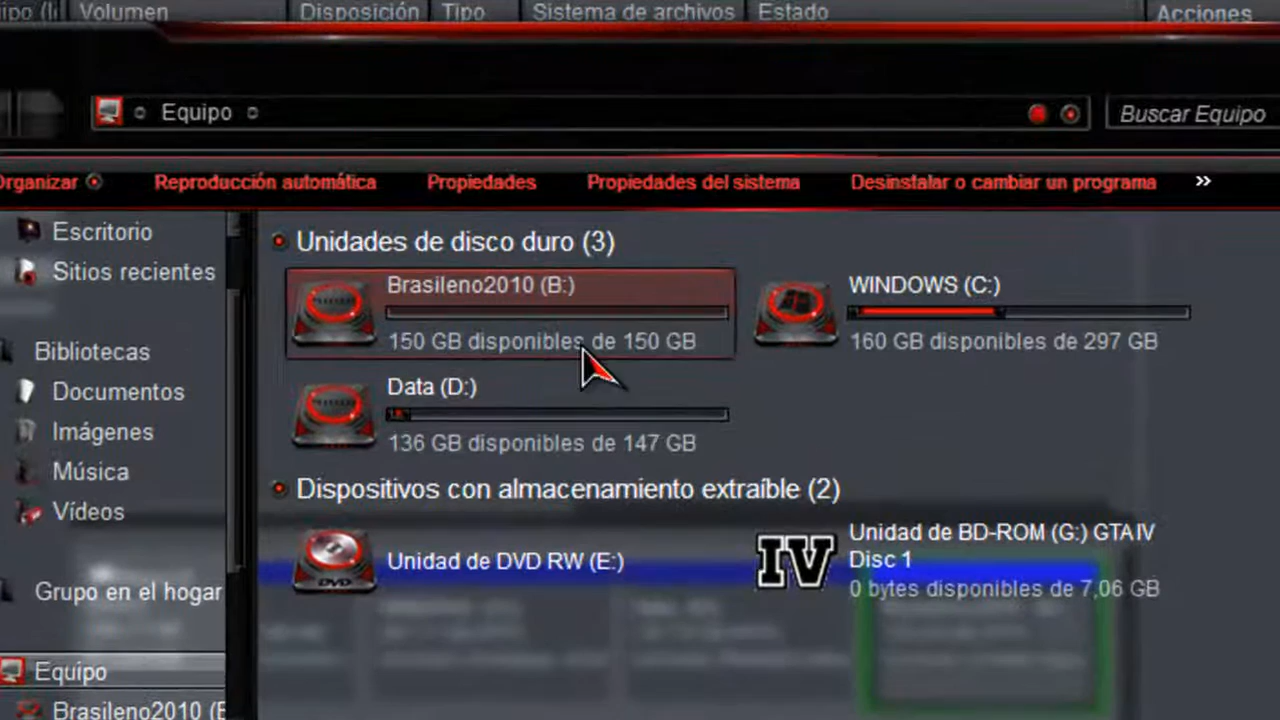 Volumen Disposición Tipo Sistema de archivos Estado Acciones
Equipo Buscar Equipo
Organizar Reproducción automática Propiedades Propiedades del sistema Desinstalar o cambiar un programa »
Escritorio
Sitios recientes
Bibliotecas
Documentos
Imágenes
Música
Vídeos
Grupo en el hogar
Equipo
Brasileno2010 (B
Unidades de disco duro (3)
Brasileno2010 (B:)
150 GB disponibles de 150 GB
WINDOWS (C:)
160 GB disponibles de 297 GB
Data (D:)
136 GB disponibles de 147 GB
Dispositivos con almacenamiento extraíble (2)
DVD
Unidad de DVD RW (E:)
IV
Unidad de BD-ROM (G:) GTAIV
Disc 1
0 bytes disponibles de 7,06 GB